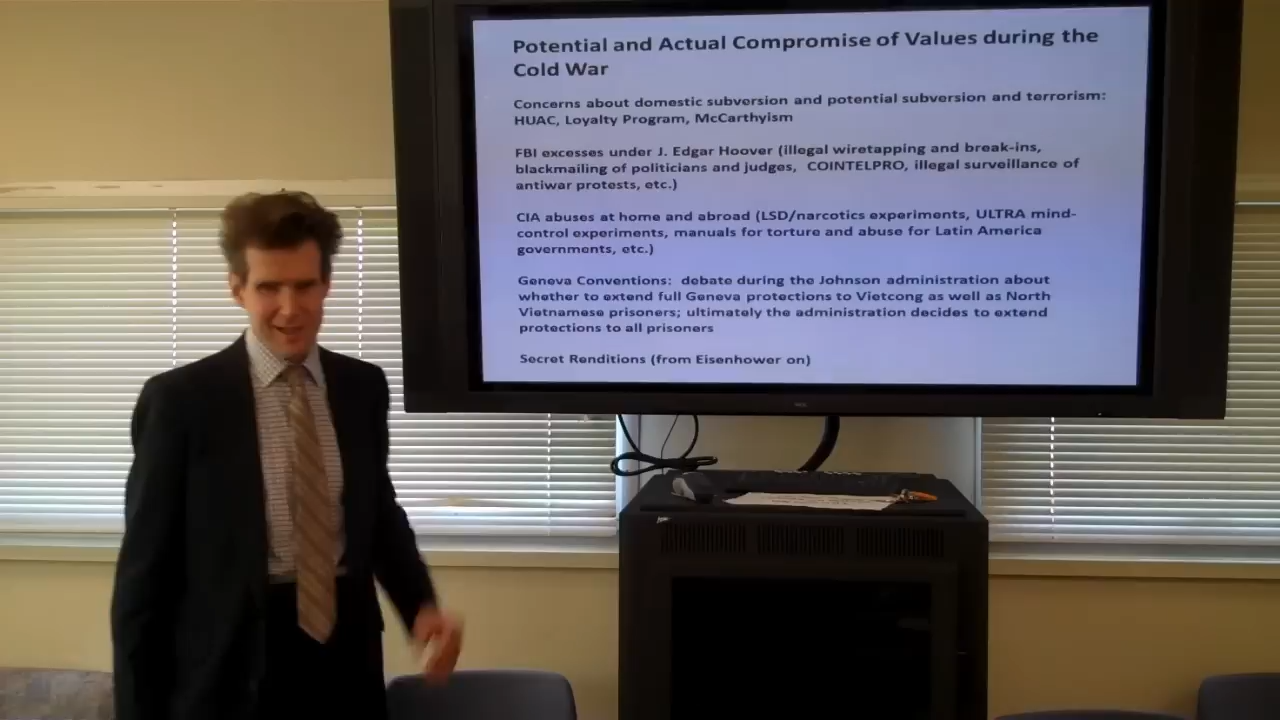 Potential and Actual Compromise of Values during the
Cold War
Concerns about domestic subversion and potential subversion and terrorism:
HUAC, Loyalty Program, McCarthyism
FBI excesses under J. Edgar Hoover (illegal wiretapping and break-ins,
blackmailing of politicians and judges, COINTELPRO, illegal surveillance of
antiwar protests, etc.)
CIA abuses at home and abroad (LSD/narcotics experiments, ULTRA mind-
control experiments, manuals for torture and abuse for Latin America
governments, etc.)
Geneva Conventions: debate during the Johnson administration about
whether to extend full Geneva protections to Vietcong as well as North
Vietnamese prisoners; ultimately the administration decides to extend
protections to all prisoners
Secret Renditions (from Eisenhower on)